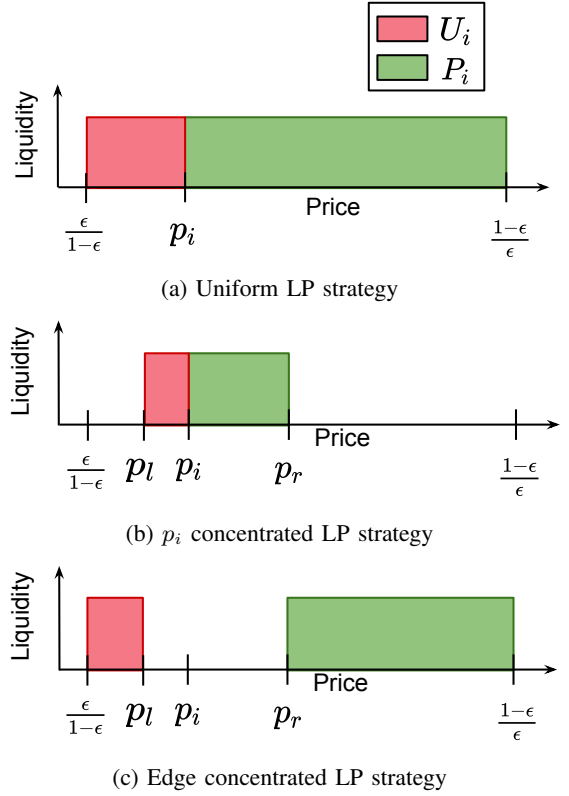 U_i
P_i
Liquidity
Price
ϵ/(1−ϵ) p_i (1−ϵ)/ϵ
(a) Uniform LP strategy
Liquidity
Price
ϵ/(1−ϵ) p_l p_i p_r (1−ϵ)/ϵ
(b) p_i concentrated LP strategy
Liquidity
Price
ϵ/(1−ϵ) p_l p_i p_r (1−ϵ)/ϵ
(c) Edge concentrated LP strategy